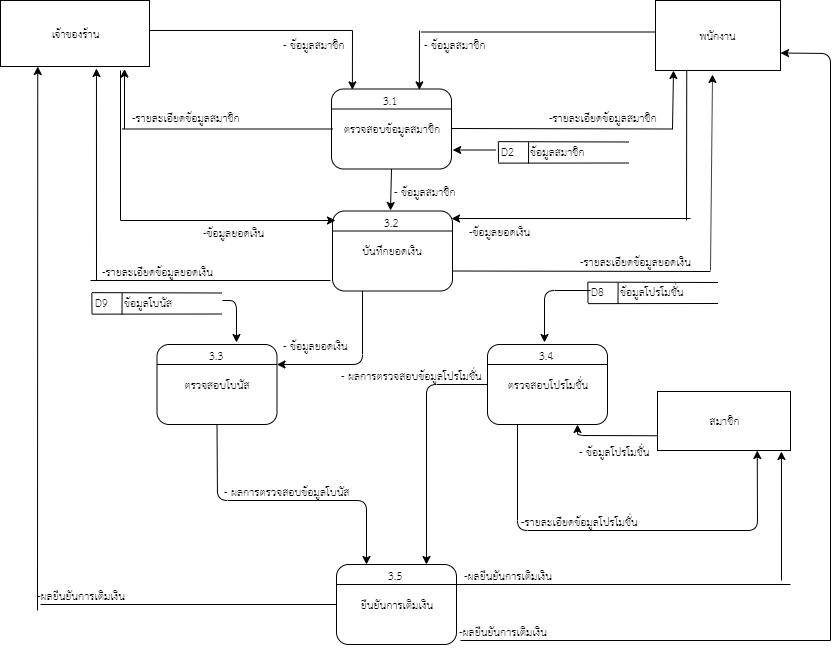 เจ้าของร้าน
พนักงาน
- ข้อมูลสมาชิก
- ข้อมูลสมาชิก
3.1
ตรวจสอบข้อมูลสมาชิก
-รายละเอียดข้อมูลสมาชิก
-รายละเอียดข้อมูลสมาชิก
D2 ข้อมูลสมาชิก
- ข้อมูลสมาชิก
3.2
บันทึกยอดเงิน
-ข้อมูลยอดเงิน
-ข้อมูลยอดเงิน
-รายละเอียดข้อมูลยอดเงิน
-รายละเอียดข้อมูลยอดเงิน
D9 ข้อมูลโบนัส
D8 ข้อมูลโปรโมชั่น
- ข้อมูลยอดเงิน
3.3
ตรวจสอบโบนัส
3.4
ตรวจสอบโปรโมชั่น
- ผลการตรวจสอบข้อมูลโปรโมชั่น
สมาชิก
- ข้อมูลโปรโมชั่น
- ผลการตรวจสอบข้อมูลโบนัส
-รายละเอียดข้อมูลโปรโมชั่น
3.5
ยืนยันการเติมเงิน
-ผลยืนยันการเติมเงิน
-ผลยืนยันการเติมเงิน
-ผลยืนยันการเติมเงิน